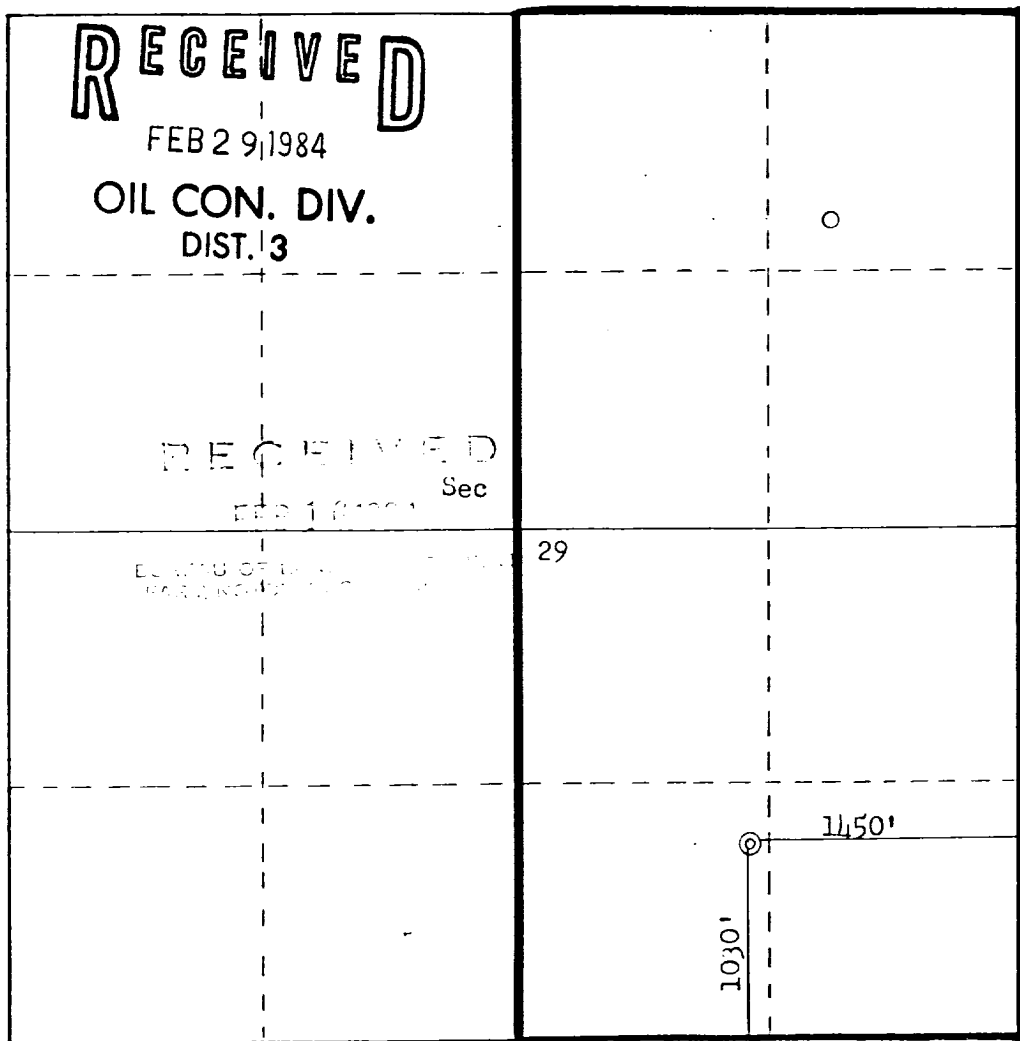 RECEIVED
FEB 29 1984
OIL CON. DIV.
DIST. 3
RECEIVED
Sec
29
1450'
1030'